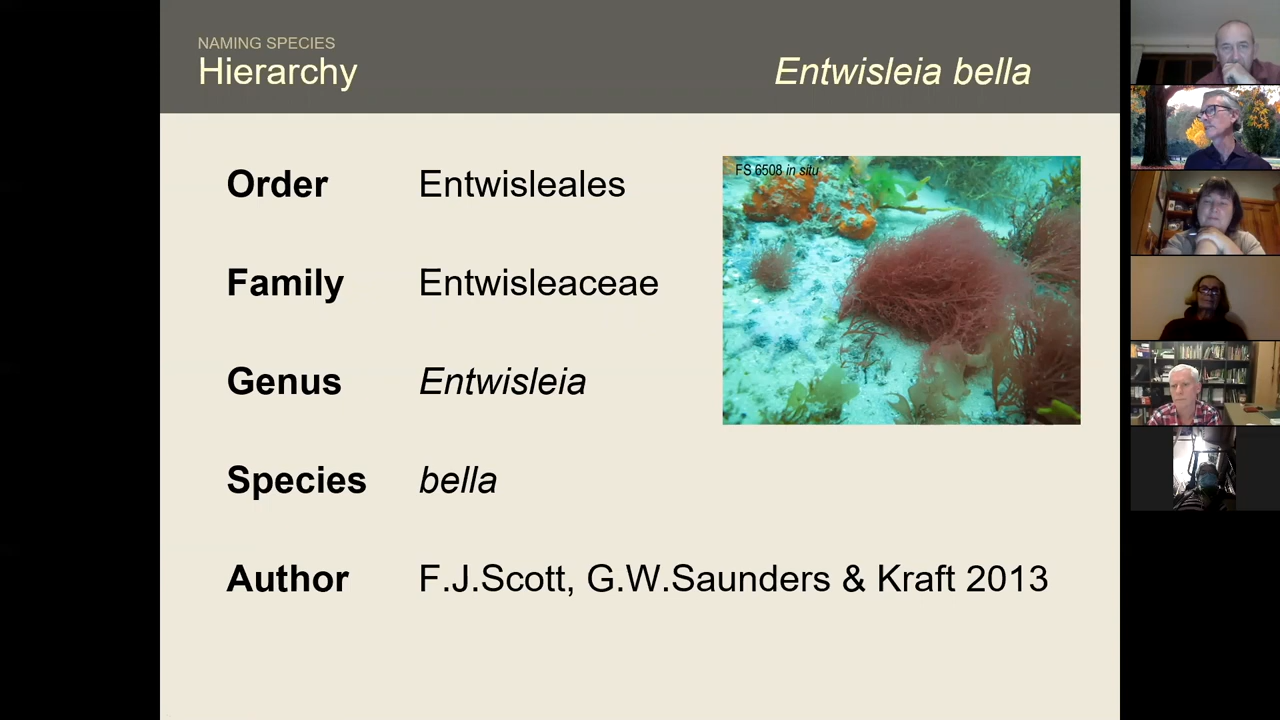 NAMING SPECIES
Hierarchy
Entwisleia bella
Order Entwisleales
FS 6508 in situ
Family Entwisleaceae
Genus Entwisleia
Species bella
Author F.J.Scott, G.W.Saunders & Kraft 2013